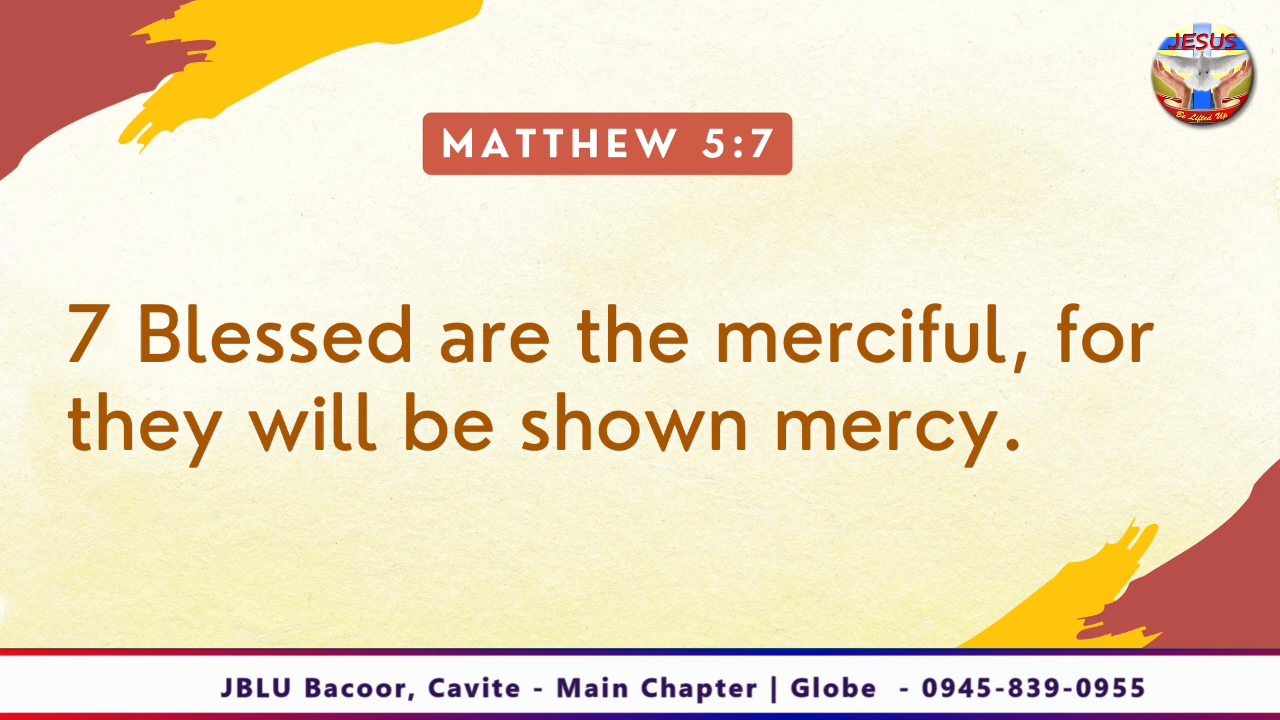 JESUS
Be Lifted Up
MATTHEW 5:7
7 Blessed are the merciful, for
they will be shown mercy.
JBLU Bacoor, Cavite - Main Chapter | Globe - 0945-839-0955